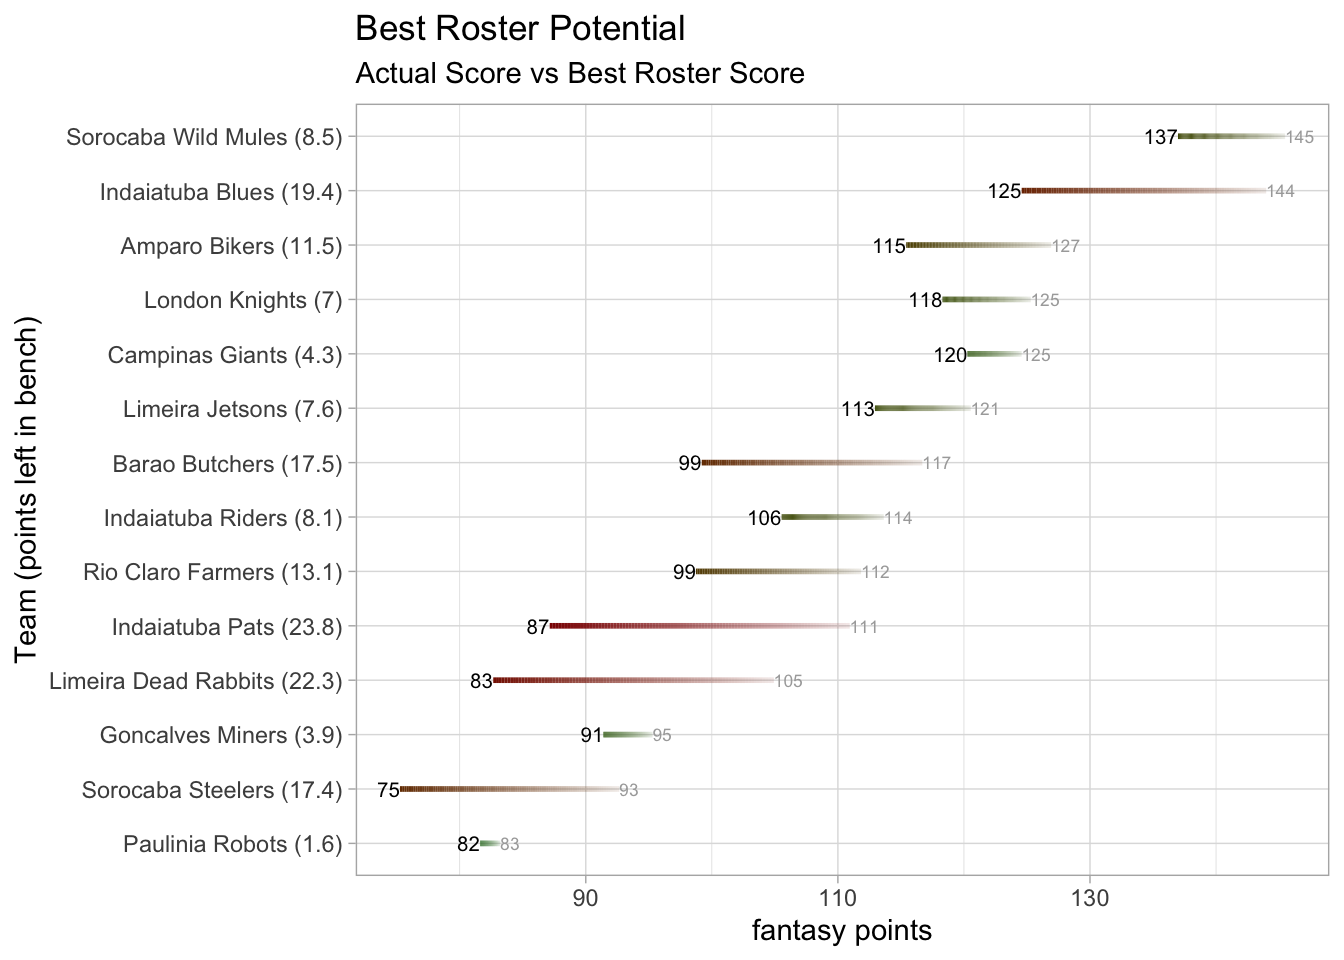 Best Roster Potential
Actual Score vs Best Roster Score
Team (points left in bench)
Sorocaba Wild Mules (8.5) 137 145
Indaiatuba Blues (19.4) 125 144
Amparo Bikers (11.5) 115 127
London Knights (7) 118 125
Campinas Giants (4.3) 120 125
Limeira Jetsons (7.6) 113 121
Barao Butchers (17.5) 99 117
Indaiatuba Riders (8.1) 106 114
Rio Claro Farmers (13.1) 99 112
Indaiatuba Pats (23.8) 87 111
Limeira Dead Rabbits (22.3) 83 105
Goncalves Miners (3.9) 91 95
Sorocaba Steelers (17.4) 75 93
Paulinia Robots (1.6) 82 83
90 110 130
fantasy points